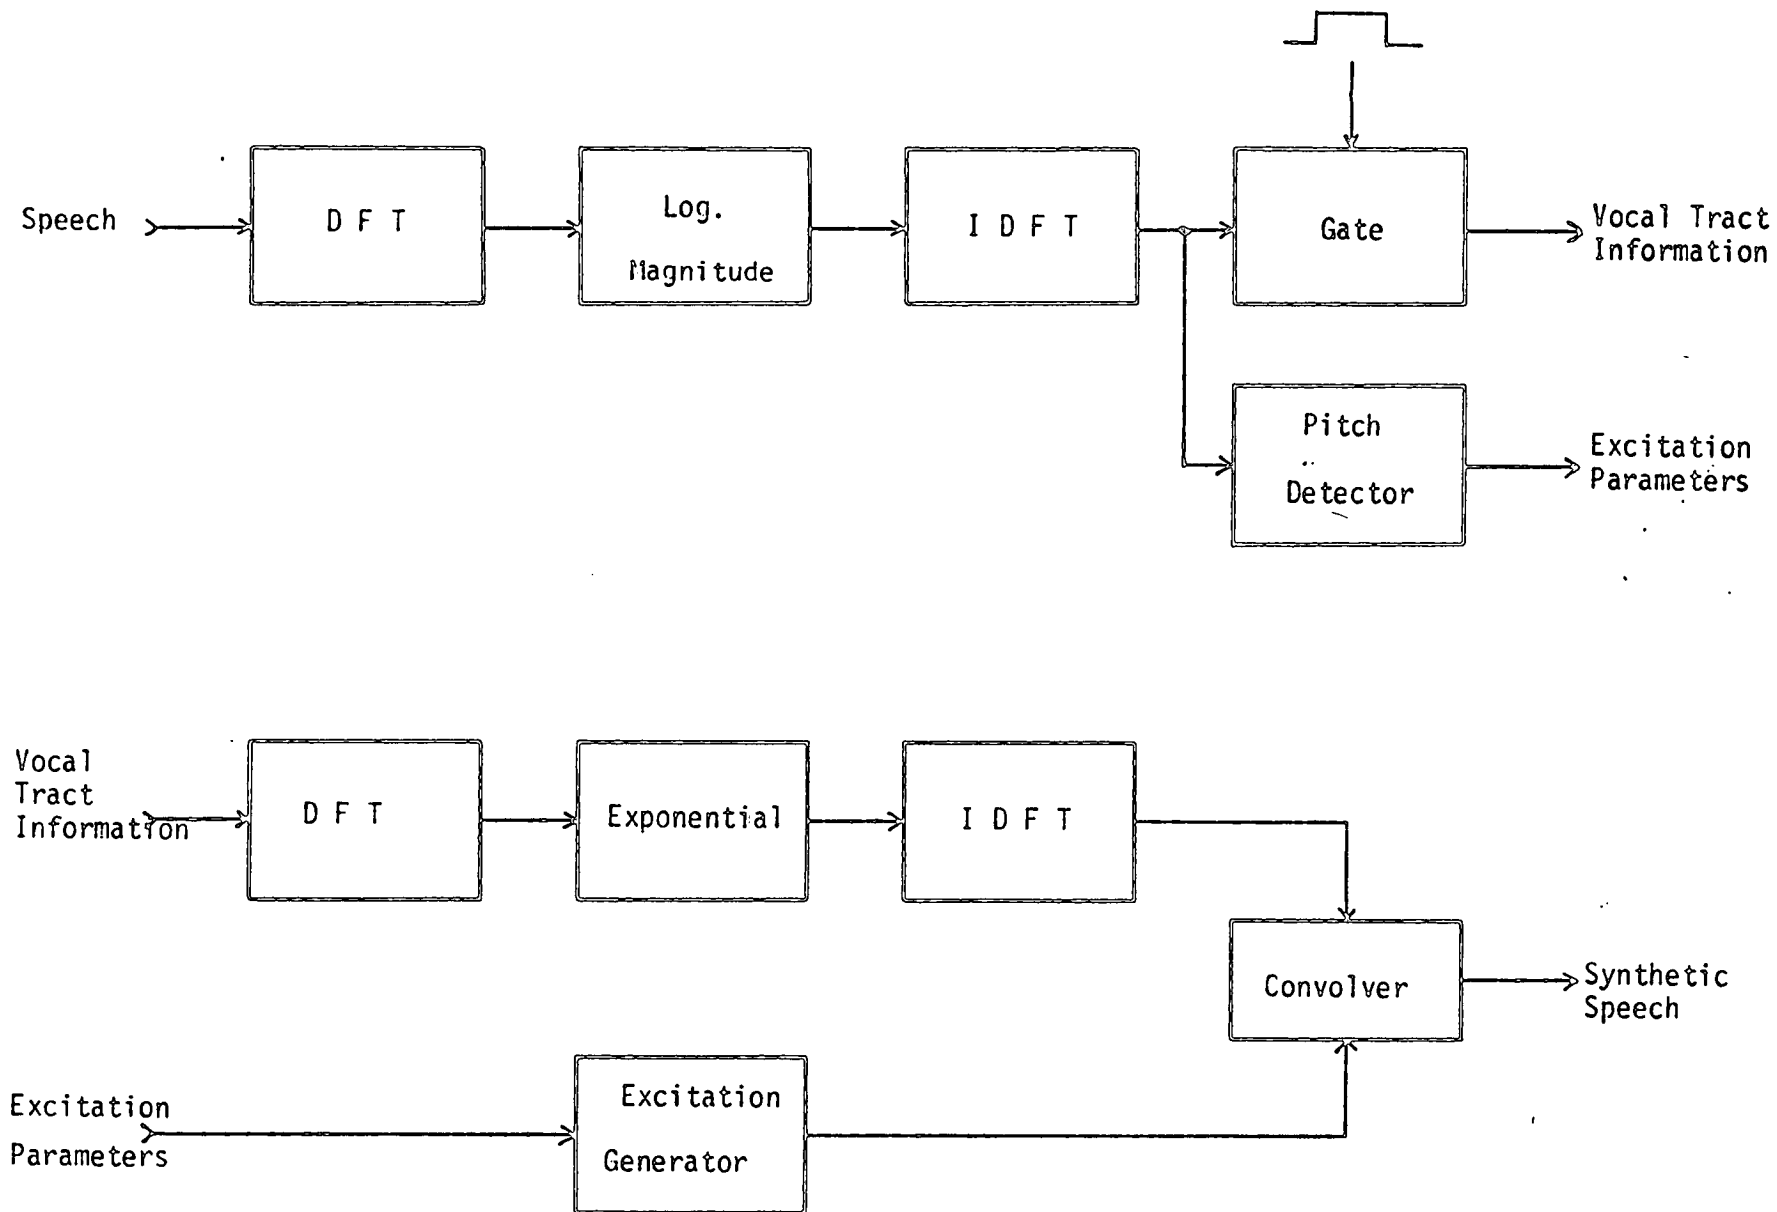 Speech
D F T
Log.
Magnitude
I D F T
Gate
Vocal Tract
Information
Pitch
Detector
Excitation
Parameters
Vocal
Tract
Information
D F T
Exponential
I D F T
Convolver
Synthetic
Speech
Excitation
Parameters
Excitation
Generator